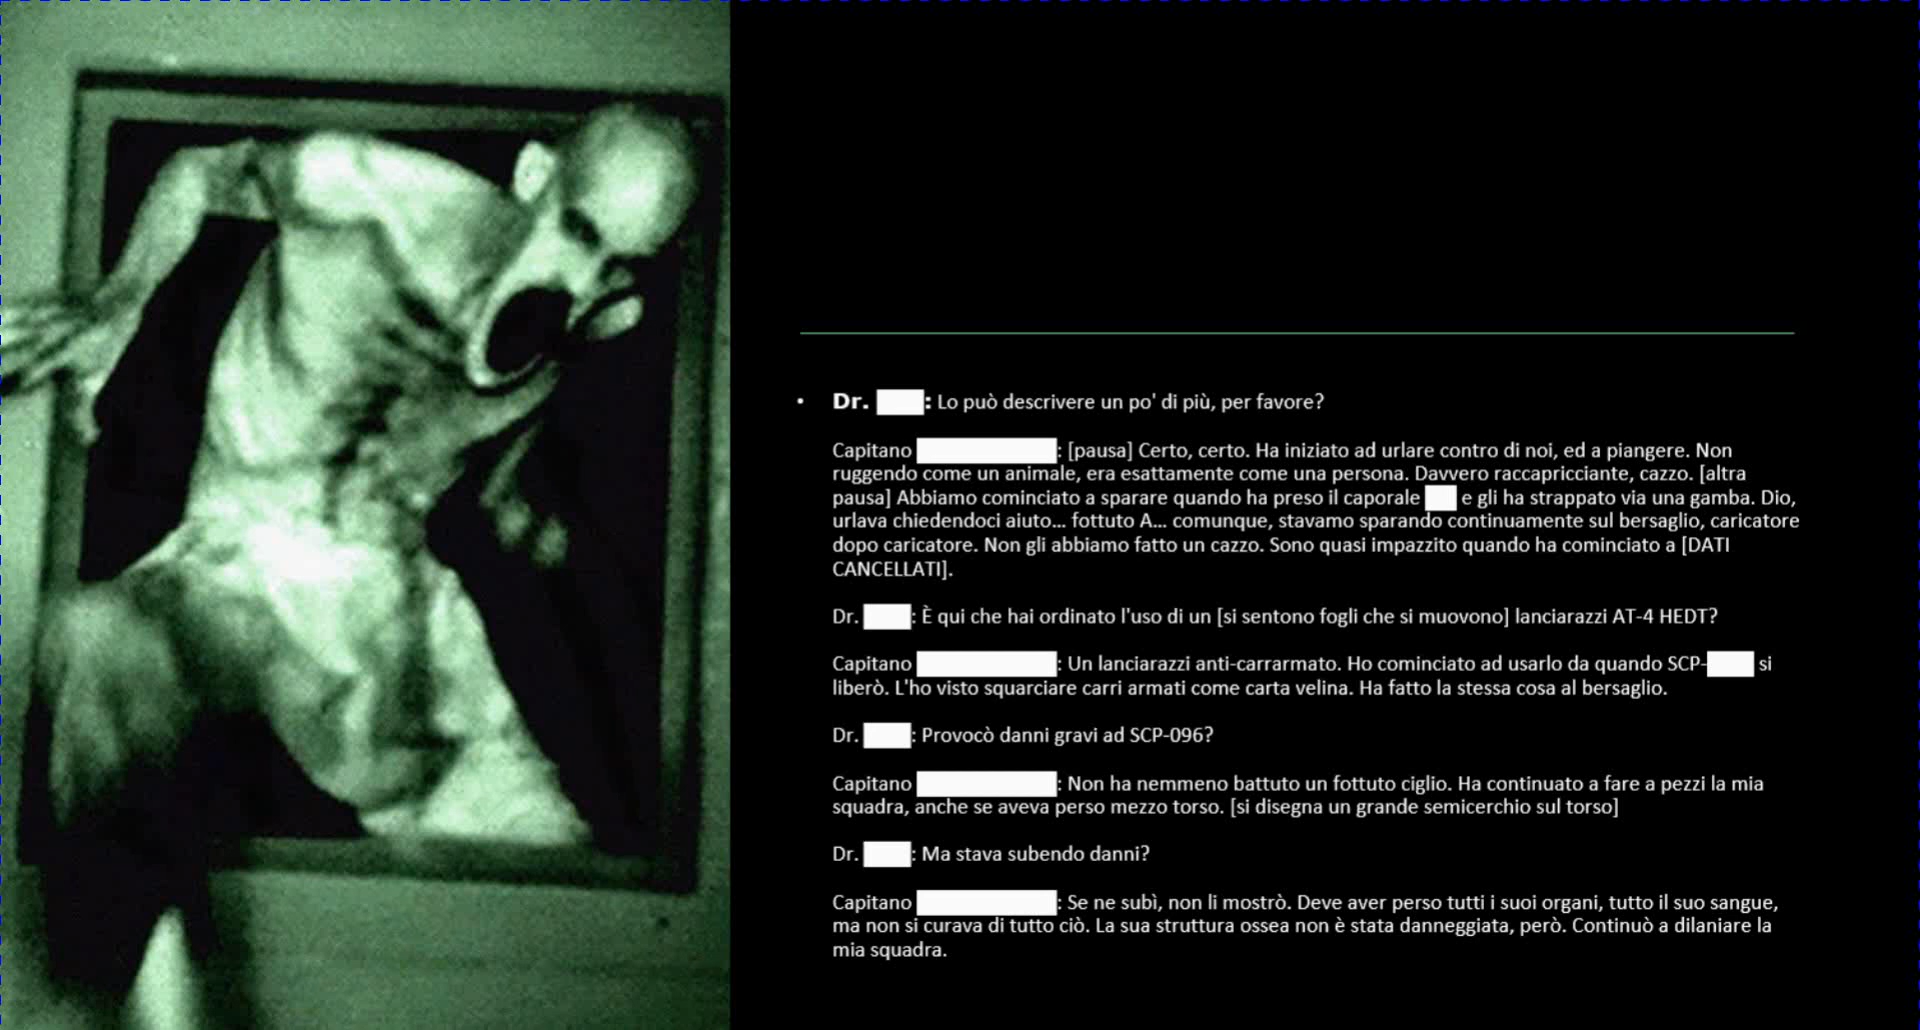 • Dr. : Lo può descrivere un po' di più, per favore?
Capitano : [pausa] Certo, certo. Ha iniziato ad urlare contro di noi, ed a piangere. Non
ruggendo come un animale, era esattamente come una persona. Davvero raccapricciante, cazzo. [altra
pausa] Abbiamo cominciato a sparare quando ha preso il caporale e gli ha strappato via una gamba. Dio,
urlava chiedendoci aiuto... fottuto A... comunque, stavamo sparando continuamente sul bersaglio, caricatore
dopo caricatore. Non gli abbiamo fatto un cazzo. Sono quasi impazzito quando ha cominciato a [DATI
CANCELLATI].
Dr. : È qui che hai ordinato l'uso di un [si sentono fogli che si muovono] lanciarazzi AT-4 HEDT?
Capitano : Un lanciarazzi anti-carrarmato. Ho cominciato ad usarlo da quando SCP- si
liberò. L'ho visto squarciare carri armati come carta velina. Ha fatto la stessa cosa al bersaglio.
Dr. : Provocò danni gravi ad SCP-096?
Capitano : Non ha nemmeno battuto un fottuto ciglio. Ha continuato a fare a pezzi la mia
squadra, anche se aveva perso mezzo torso. [si disegna un grande semicerchio sul torso]
Dr. : Ma stava subendo danni?
Capitano : Se ne subì, non li mostrò. Deve aver perso tutti i suoi organi, tutto il suo sangue,
ma non si curava di tutto ciò. La sua struttura ossea non è stata danneggiata, però. Continuò a dilaniare la
mia squadra.